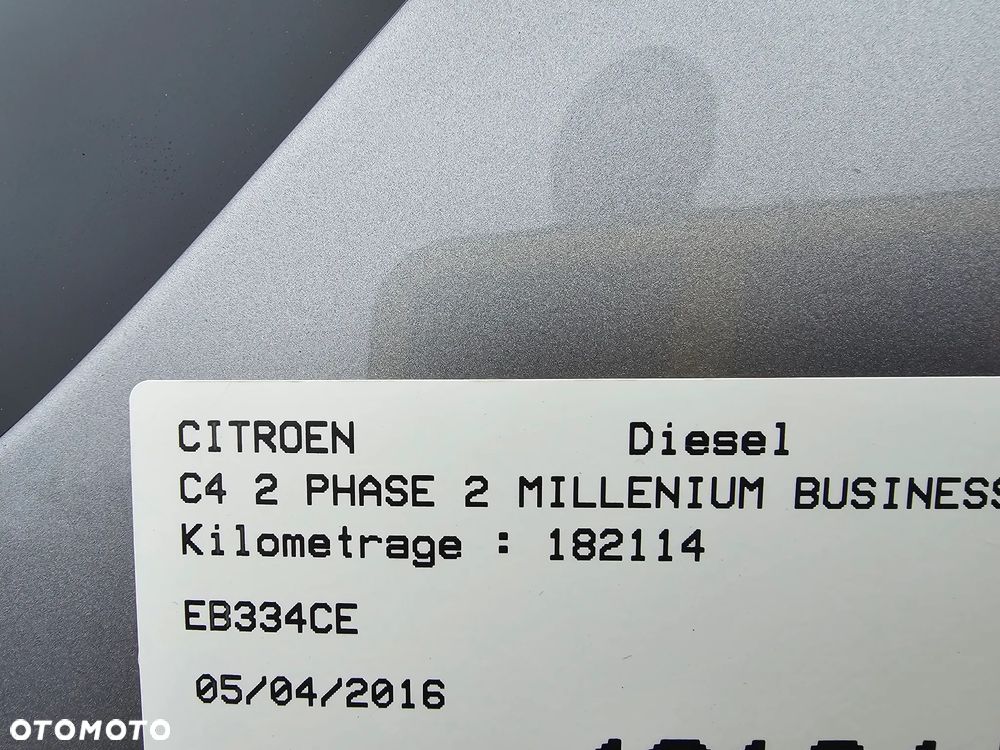 CITROEN Diesel
C4 2 PHASE 2 MILLENIUM BUSINESS
Kilometrage : 182114
EB334CE
05/04/2016
OTOMOTO